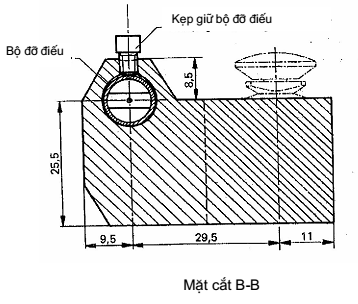 Kẹp giữ bộ đỡ điếu
Bộ đỡ điếu
8,5
25,5
9,5
29,5
11
Mặt cắt B-B